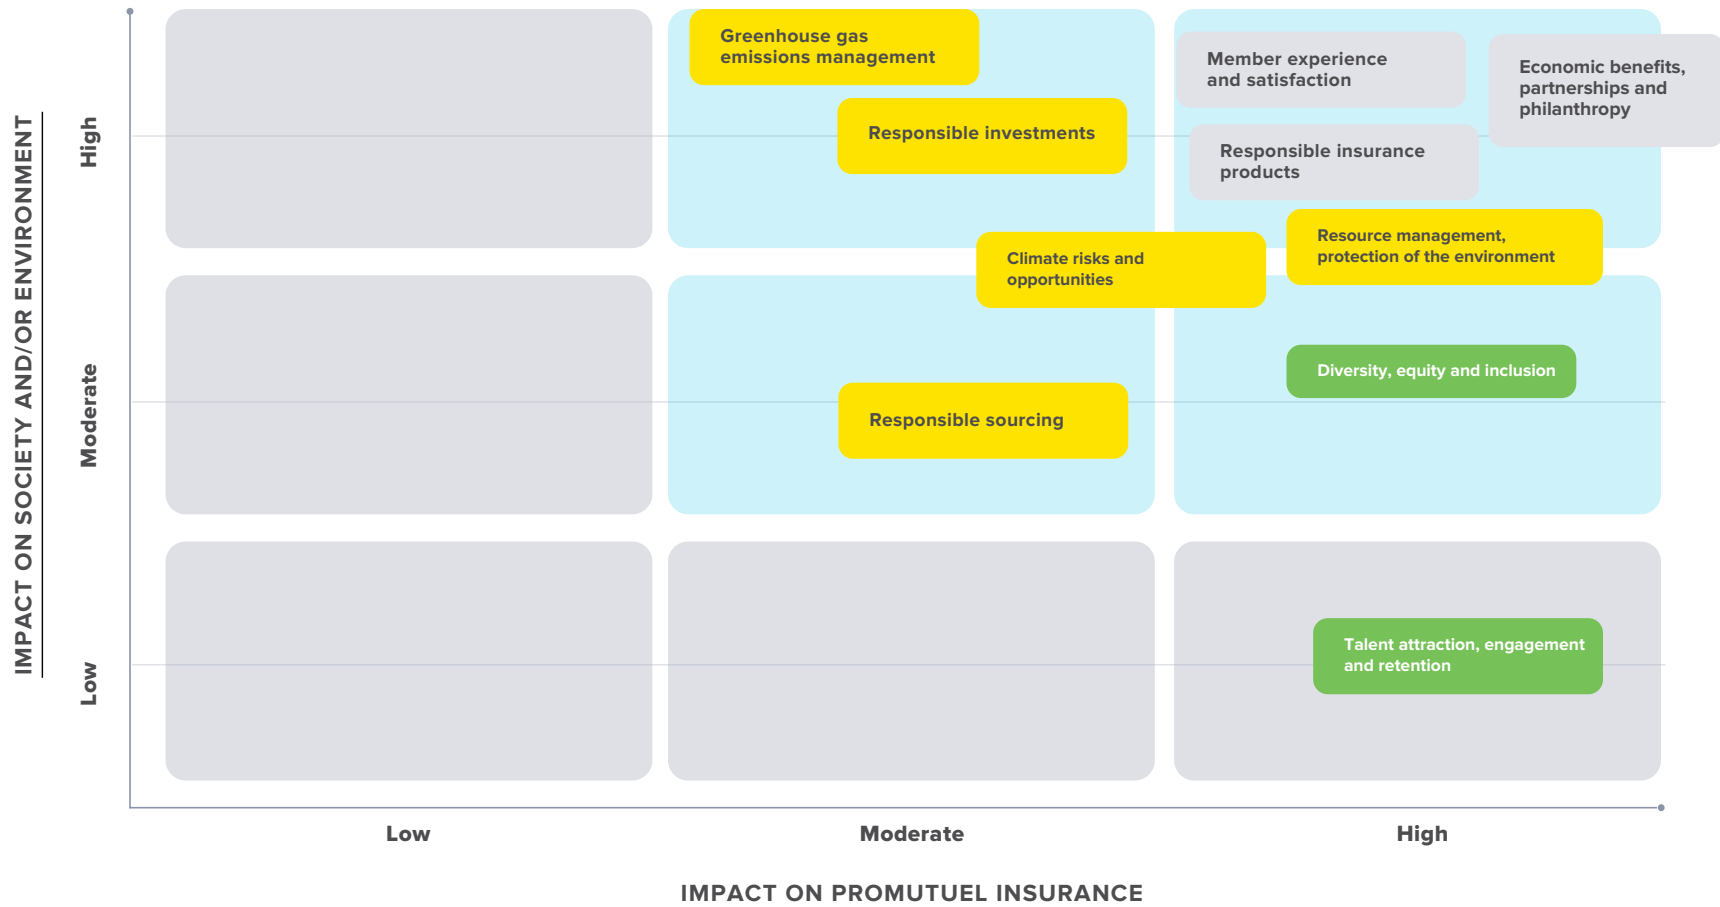 IMPACT ON SOCIETY AND/OR ENVIRONMENT
High
Moderate
Low
Greenhouse gas
emissions management
Responsible investments
Member experience
and satisfaction
Economic benefits,
partnerships and
philanthropy
Responsible insurance
products
Resource management,
protection of the environment
Climate risks and
opportunities
Diversity, equity and inclusion
Responsible sourcing
Talent attraction, engagement
and retention
Low
Moderate
High
IMPACT ON PROMUTUEL INSURANCE